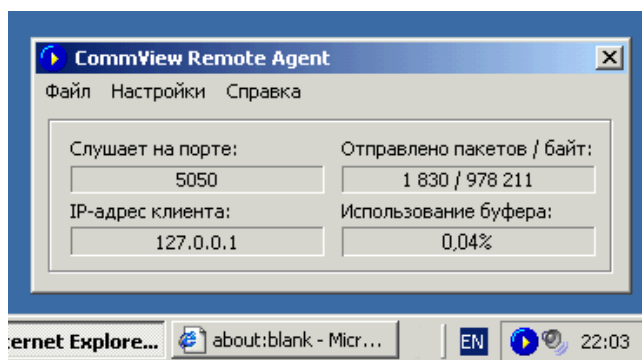 CommView Remote Agent
Файл Настройки Справка
Слушает на порте: Отправлено пакетов / байт:
5050 1 830 / 978 211
IP-адрес клиента: Использование буфера:
127.0.0.1 0,04%
ernet Explore... about:blank - Micr... EN 22:03